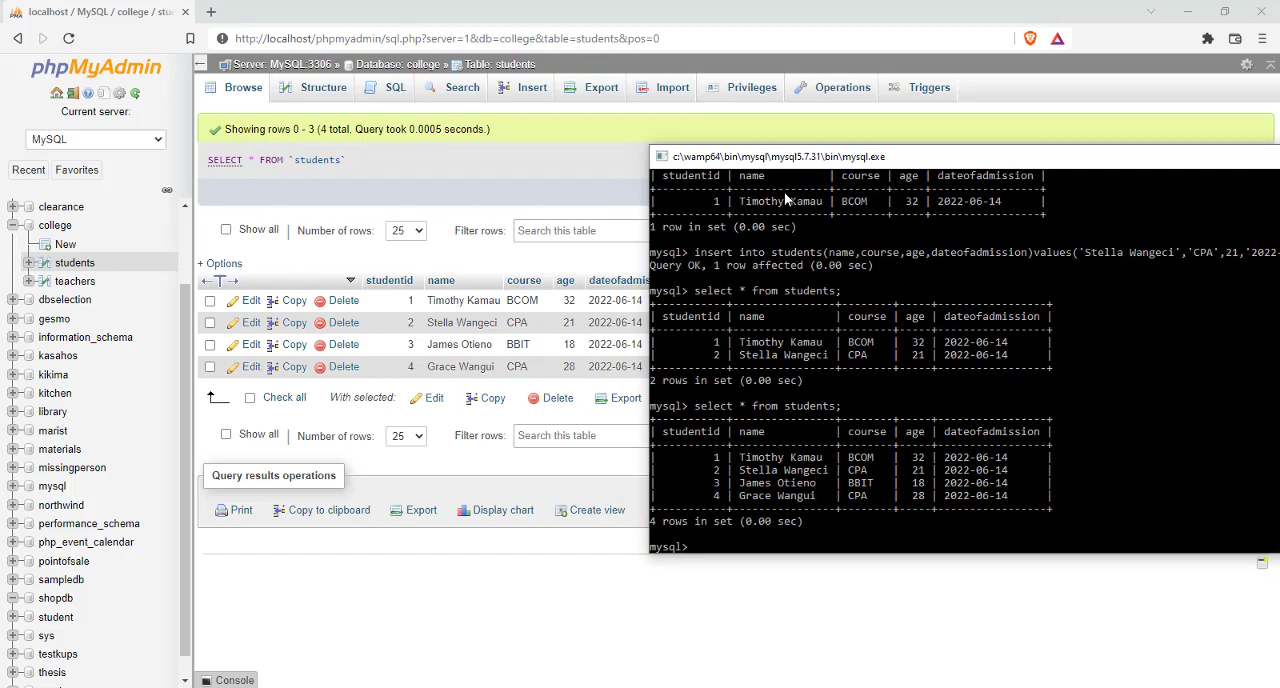 localhost / MySQL / college / stu
http://localhost/phpmyadmin/sql.php?server=1&db=college&table=students&pos=0
phpMyAdmin
Current server:
MySQL
Recent
Favorites
clearance
college
New
students
teachers
dbselection
gesmo
information_schema
kasahos
kikima
kitchen
library
marist
materials
missingperson
mysql
northwind
performance_schema
php_event_calendar
pointofsale
sampledb
shopdb
student
sys
testkups
thesis
Server: MySQL:3306 » Database: college » Table: students
Browse Structure SQL Search Insert Export Import Privileges Operations Triggers
Showing rows 0 - 3 (4 total, Query took 0.0005 seconds.)
SELECT * FROM `students`
Show all Number of rows: 25 Filter rows: Search this table
+ Options
studentid name course age dateofadmiss
Edit Copy Delete 1 Timothy Kamau BCOM 32 2022-06-14
Edit Copy Delete 2 Stella Wangeci CPA 21 2022-06-14
Edit Copy Delete 3 James Otieno BBIT 18 2022-06-14
Edit Copy Delete 4 Grace Wangui CPA 28 2022-06-14
Check all With selected: Edit Copy Delete Export
Show all Number of rows: 25 Filter rows: Search this table
Query results operations
Print Copy to clipboard Export Display chart Create view
Console
c:\wamp64\bin\mysql\mysql5.7.31\bin\mysql.exe
| studentid | name | course | age | dateofadmission |
| 1 | Timothy Kamau | BCOM | 32 | 2022-06-14 |
1 row in set (0.00 sec)
mysql> insert into students(name,course,age,dateofadmission)values('Stella Wangeci','CPA',21,'2022-
Query OK, 1 row affected (0.00 sec)
mysql> select * from students;
| studentid | name | course | age | dateofadmission |
| 1 | Timothy Kamau | BCOM | 32 | 2022-06-14 |
| 2 | Stella Wangeci | CPA | 21 | 2022-06-14 |
2 rows in set (0.00 sec)
mysql> select * from students;
| studentid | name | course | age | dateofadmission |
| 1 | Timothy Kamau | BCOM | 32 | 2022-06-14 |
| 2 | Stella Wangeci | CPA | 21 | 2022-06-14 |
| 3 | James Otieno | BBIT | 18 | 2022-06-14 |
| 4 | Grace Wangui | CPA | 28 | 2022-06-14 |
4 rows in set (0.00 sec)
mysql>